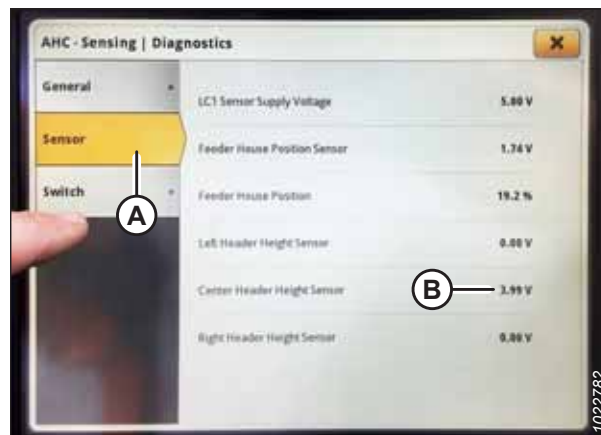 AHC - Sensing | Diagnostics
General
LC1 Sensor Supply Voltage 5.00 V
Sensor
Feeder House Position Sensor 1.74 V
Switch
Feeder House Position 19.2 %
A
Left Header Height Sensor 0.00 V
Center Header Height Sensor B 3.99 V
Right Header Height Sensor 0.00 V
1022782